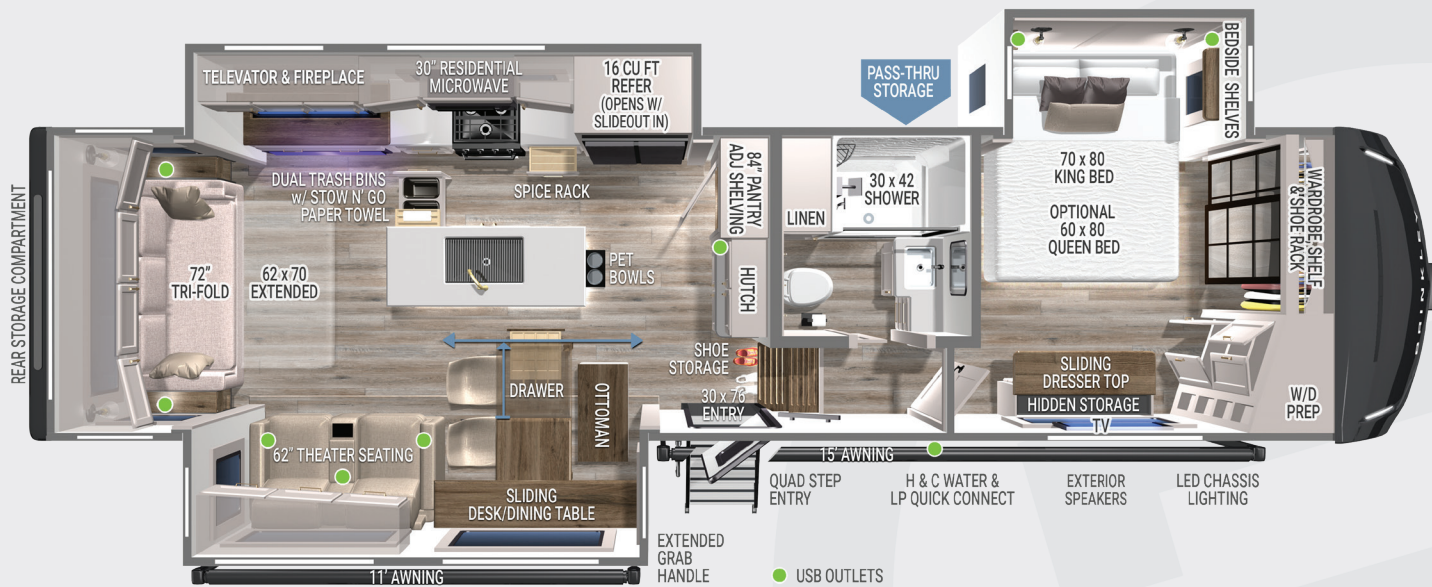 TELEVATOR & FIREPLACE
30" RESIDENTIAL
MICROWAVE
16 CU FT
REFER
(OPENS W/
SLIDEOUT IN)
PASS-THRU
STORAGE
BEDSIDE SHELVES
REAR STORAGE COMPARTMENT
DUAL TRASH BINS
w/ STOW N' GO
PAPER TOWEL
SPICE RACK
84" PANTRY
ADJ SHELVING
LINEN
30 x 42
SHOWER
70 x 80
KING BED
OPTIONAL
60 x 80
QUEEN BED
WARDROBE, SHELF
& SHOE RACK
72"
TRI-FOLD
62 x 70
EXTENDED
PET
BOWLS
HUTCH
BRINKLEY
DRAWER
OTTOMAN
SHOE
STORAGE
30 x 76
ENTRY
SLIDING
DRESSER TOP
HIDDEN STORAGE
TV
W/D
PREP
62" THEATER SEATING
SLIDING
DESK/DINING TABLE
15' AWNING
QUAD STEP
ENTRY
H & C WATER &
LP QUICK CONNECT
EXTERIOR
SPEAKERS
LED CHASSIS
LIGHTING
EXTENDED
GRAB
HANDLE
11' AWNING
USB OUTLETS